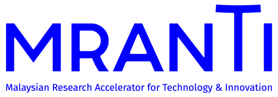 MRANTI
Malaysian Research Accelerator for Technology & Innovation